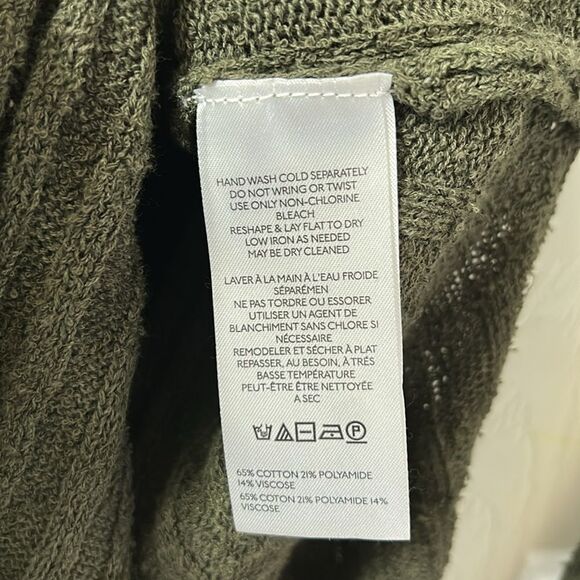 HAND WASH COLD SEPARATELY
DO NOT WRING OR TWIST
USE ONLY NON-CHLORINE
BLEACH
RESHAPE & LAY FLAT TO DRY
LOW IRON AS NEEDED
MAY BE DRY CLEANED
LAVER À LA MAIN À L'EAU FROIDE
SÉPARÉMEN
NE PAS TORDRE OU ESSORER
UTILISER UN AGENT DE
BLANCHIMENT SANS CHLORE SI
NÉCESSAIRE
REMODELER ET SÉCHER À PLAT
REPASSER, AU BESOIN, À TRÉS
BASSE TEMPÉRATURE
PEUT-ÊTRE ÊTRE NETTOYÉE
A SEC
P
65% COTTON 21% POLYAMIDE
14% VISCOSE
65% COTON 21% POLYAMIDE 14%
VISCOSE